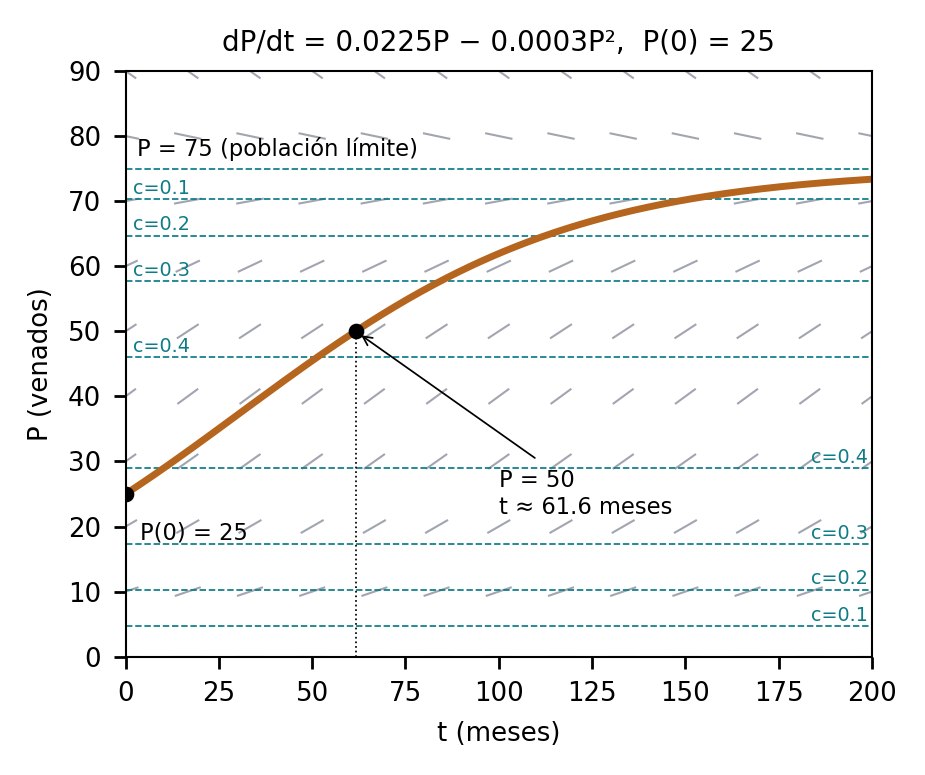 dP/dt = 0.0225P − 0.0003P², P(0) = 25
90
80
70
60
50
40
30
20
10
0
P (venados)
P = 75 (población límite)
c=0.1
c=0.2
c=0.3
c=0.4
c=0.4
P = 50
t ≈ 61.6 meses
P(0) = 25
c=0.3
c=0.2
c=0.1
0 25 50 75 100 125 150 175 200
t (meses)